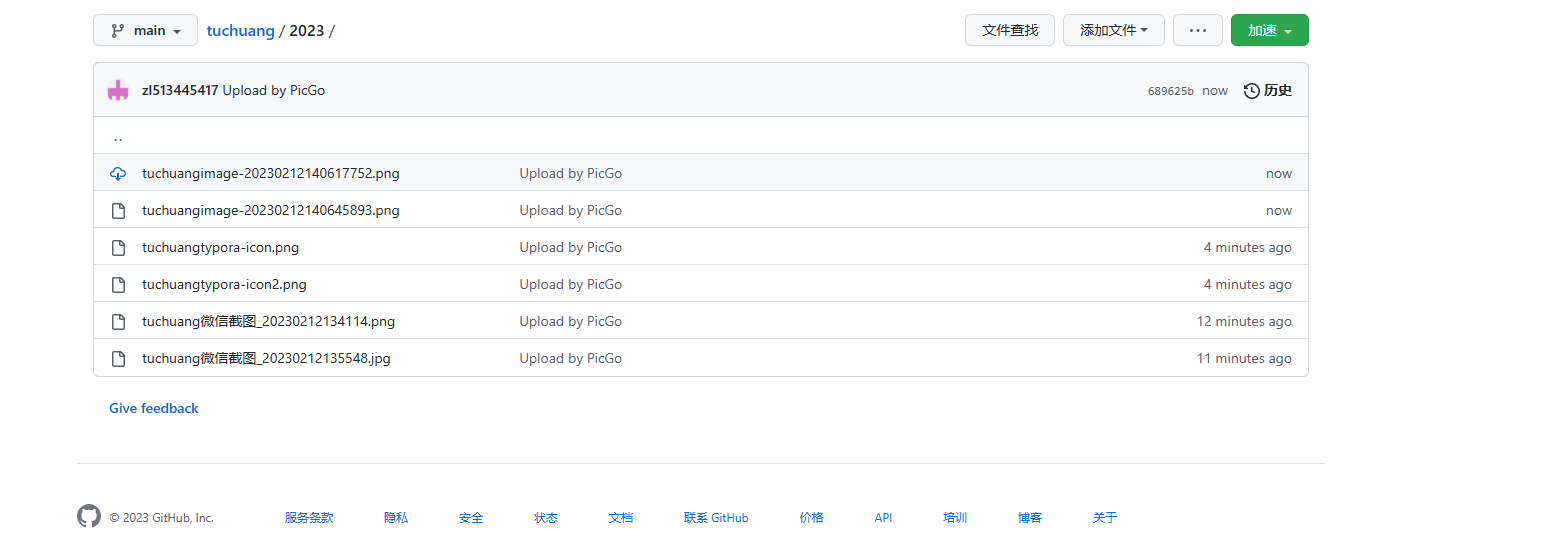 main tuchuang / 2023 / 文件查找 添加文件 ... 加速
zl513445417 Upload by PicGo 689625b now 历史
..
tuchuangimage-20230212140617752.png Upload by PicGo now
tuchuangimage-20230212140645893.png Upload by PicGo now
tuchuangtypora-icon.png Upload by PicGo 4 minutes ago
tuchuangtypora-icon2.png Upload by PicGo 4 minutes ago
tuchuang微信截图_20230212134114.png Upload by PicGo 12 minutes ago
tuchuang微信截图_20230212135548.jpg Upload by PicGo 11 minutes ago
Give feedback
© 2023 GitHub, Inc. 服务条款 隐私 安全 状态 文档 联系 GitHub 价格 API 培训 博客 关于